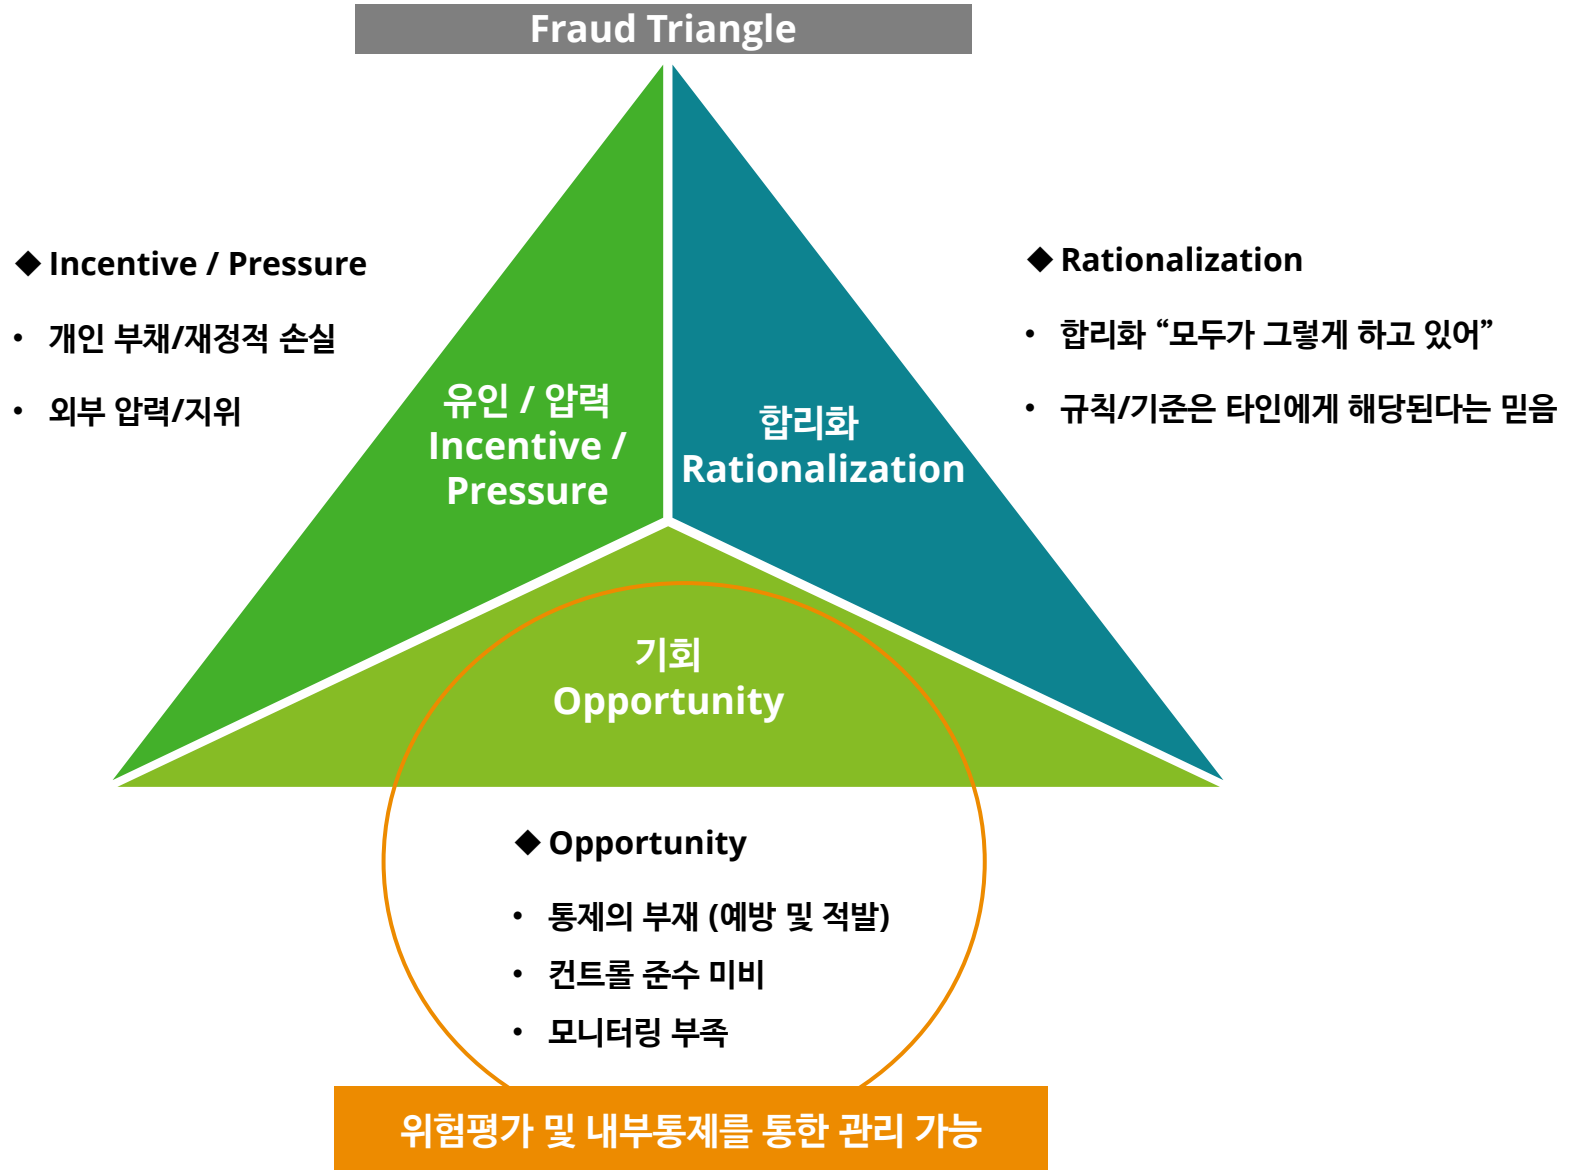 Fraud Triangle
◆ Incentive / Pressure
• 개인 부채/재정적 손실
• 외부 압력/지위
유인 / 압력
Incentive /
Pressure
합리화
Rationalization
◆ Rationalization
• 합리화 “모두가 그렇게 하고 있어”
• 규칙/기준은 타인에게 해당된다는 믿음
기회
Opportunity
◆ Opportunity
• 통제의 부재 (예방 및 적발)
• 컨트롤 준수 미비
• 모니터링 부족
위험평가 및 내부통제를 통한 관리 가능